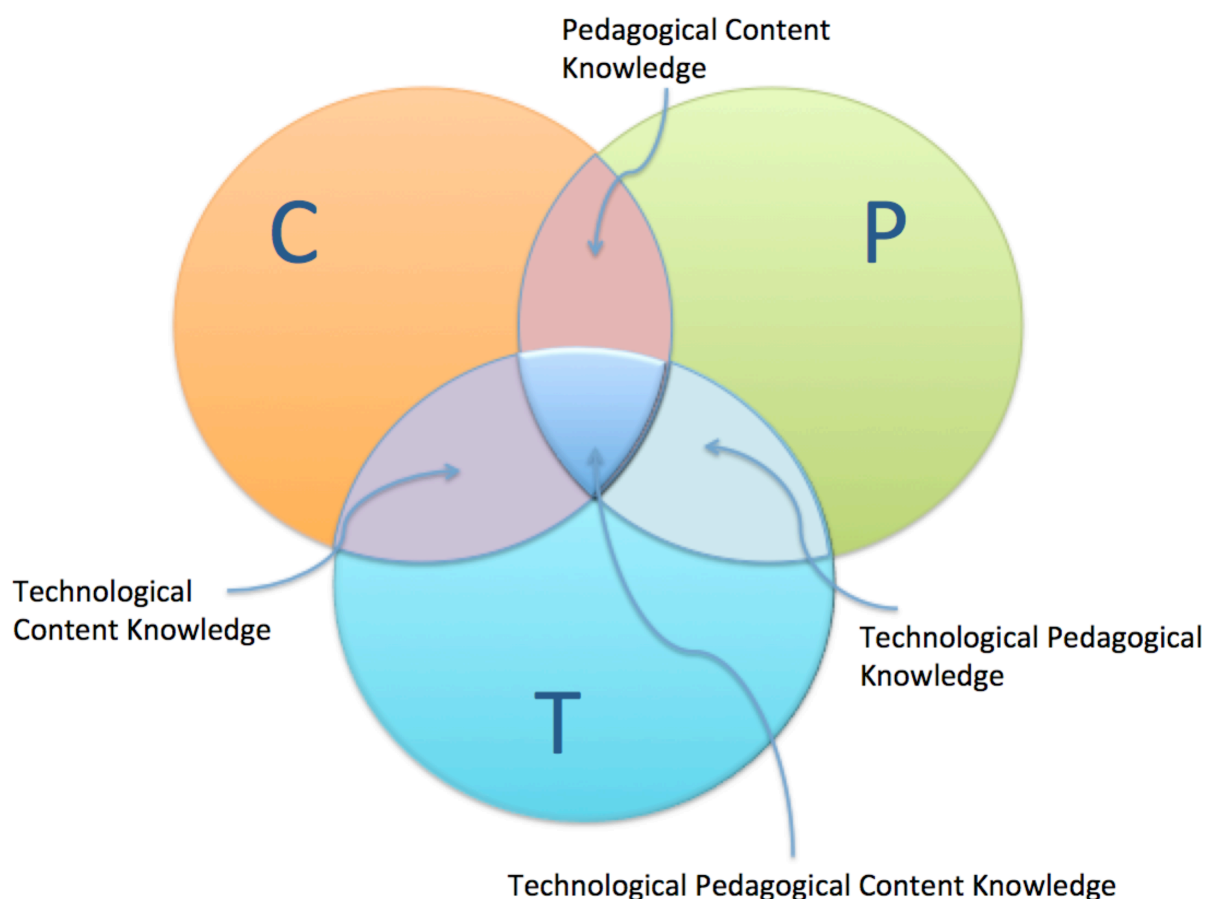 Pedagogical Content
Knowledge
C
P
Technological
Content Knowledge
Technological Pedagogical
Knowledge
T
Technological Pedagogical Content Knowledge